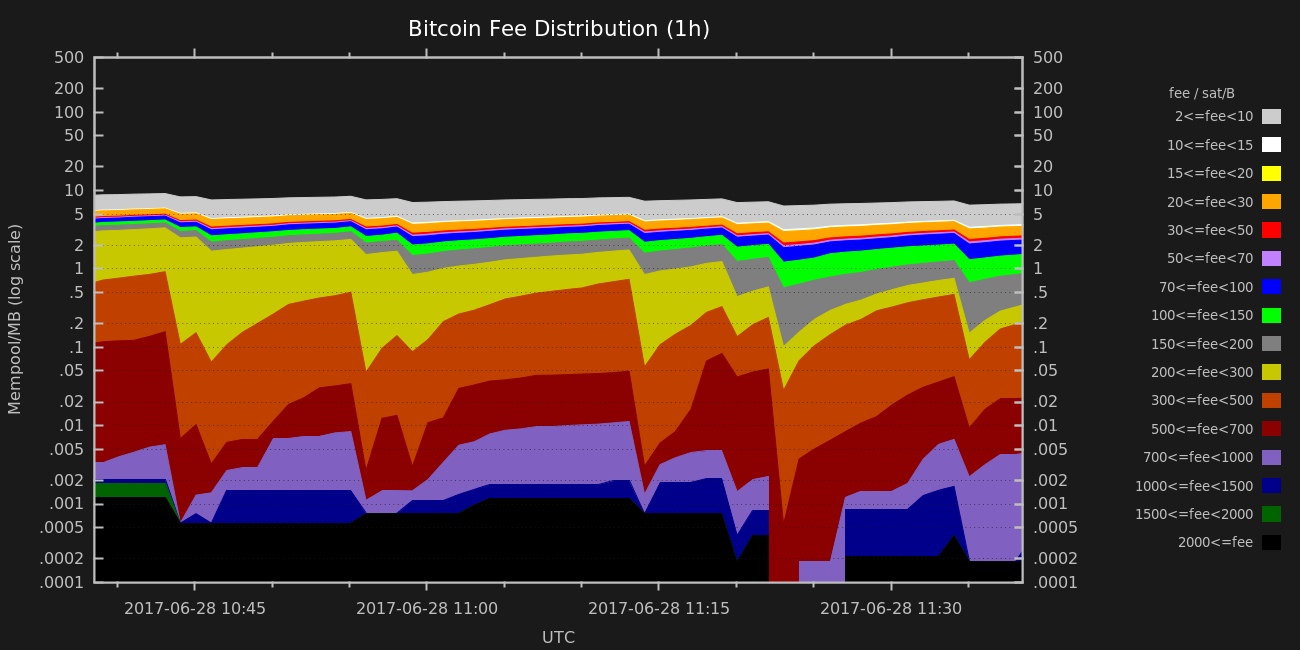 Bitcoin Fee Distribution (1h)
500 500
200 200
100 100
50 50
20 20
10 10
5 5
2 2
1 1
.5 .5
.2 .2
.1 .1
.05 .05
.02 .02
.01 .01
.005 .005
.002 .002
.001 .001
.0005 .0005
.0002 .0002
.0001 .0001
Mempool/MB (log scale)
2017-06-28 10:45 2017-06-28 11:00 2017-06-28 11:15 2017-06-28 11:30
UTC
fee / sat/B
2<=fee<10
10<=fee<15
15<=fee<20
20<=fee<30
30<=fee<50
50<=fee<70
70<=fee<100
100<=fee<150
150<=fee<200
200<=fee<300
300<=fee<500
500<=fee<700
700<=fee<1000
1000<=fee<1500
1500<=fee<2000
2000<=fee